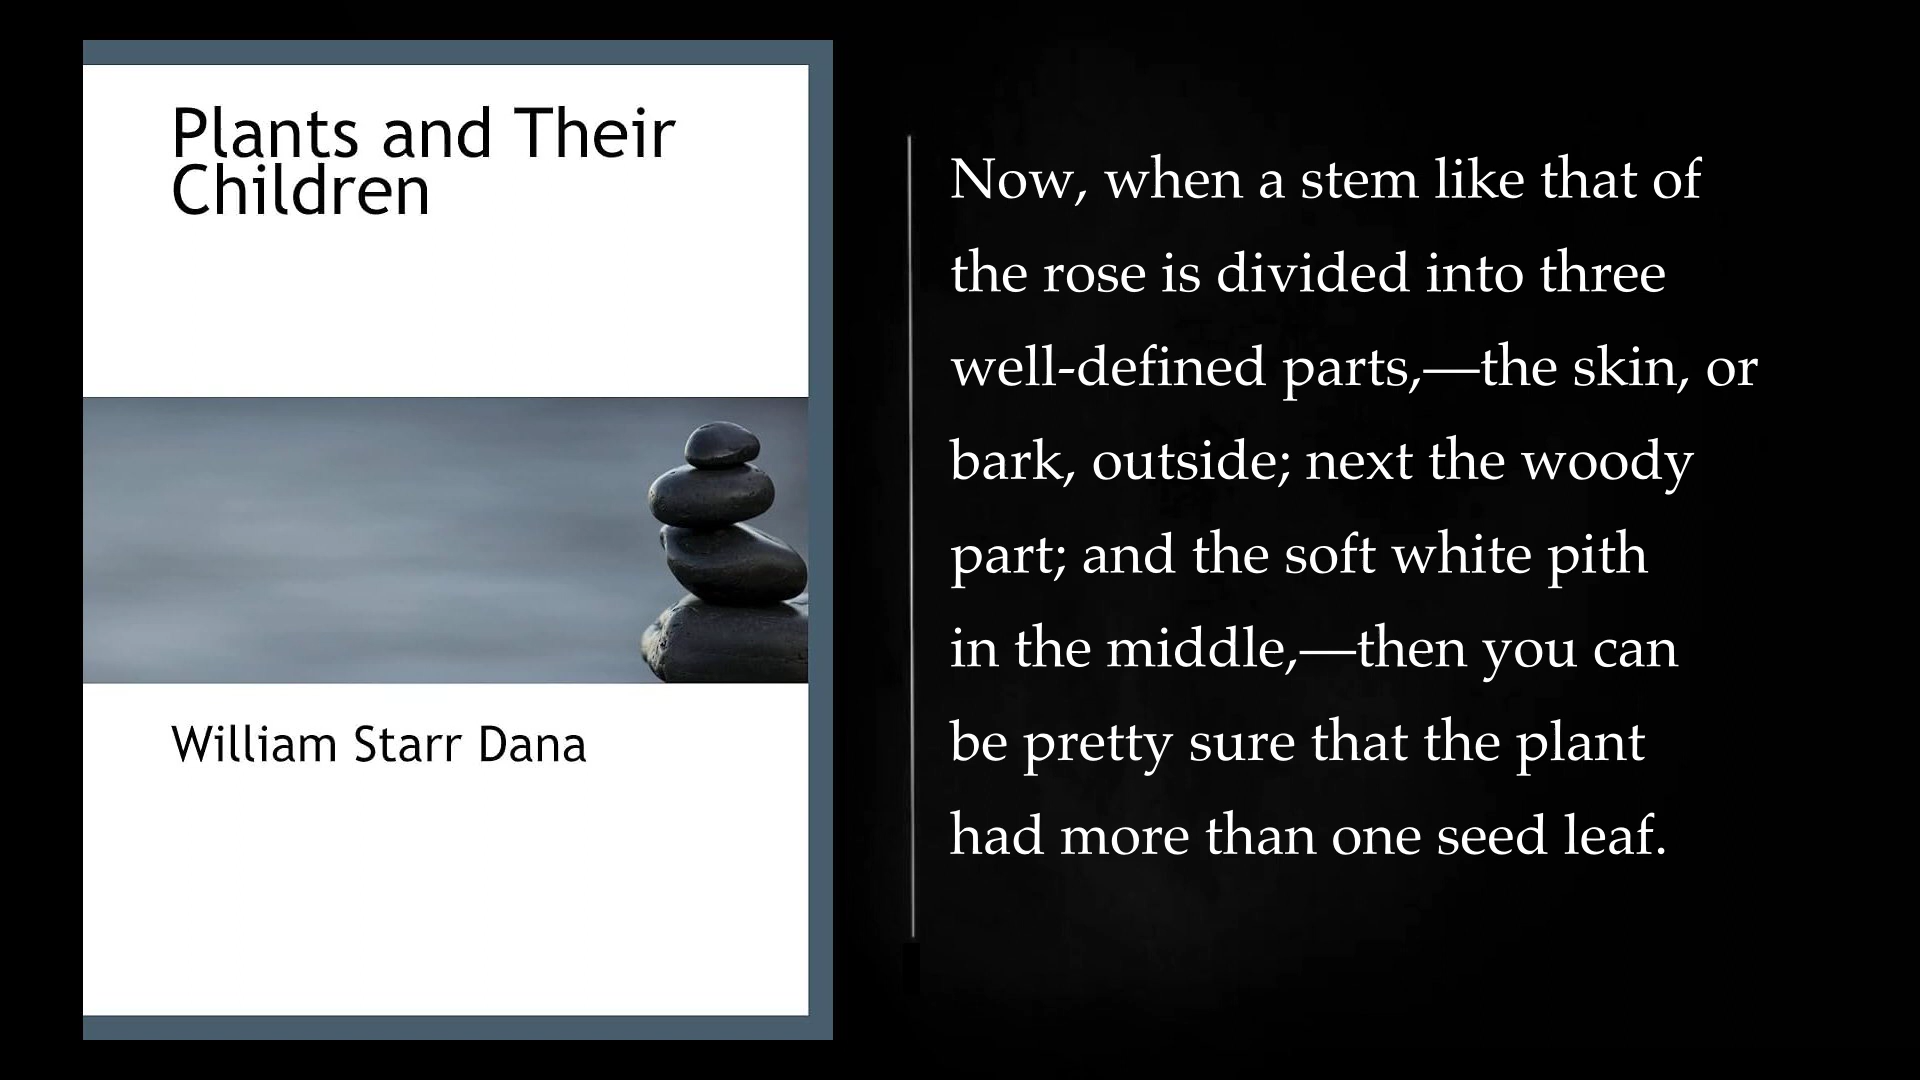 Plants and Their
Children
William Starr Dana
Now, when a stem like that of
the rose is divided into three
well-defined parts,—the skin, or
bark, outside; next the woody
part; and the soft white pith
in the middle,—then you can
be pretty sure that the plant
had more than one seed leaf.